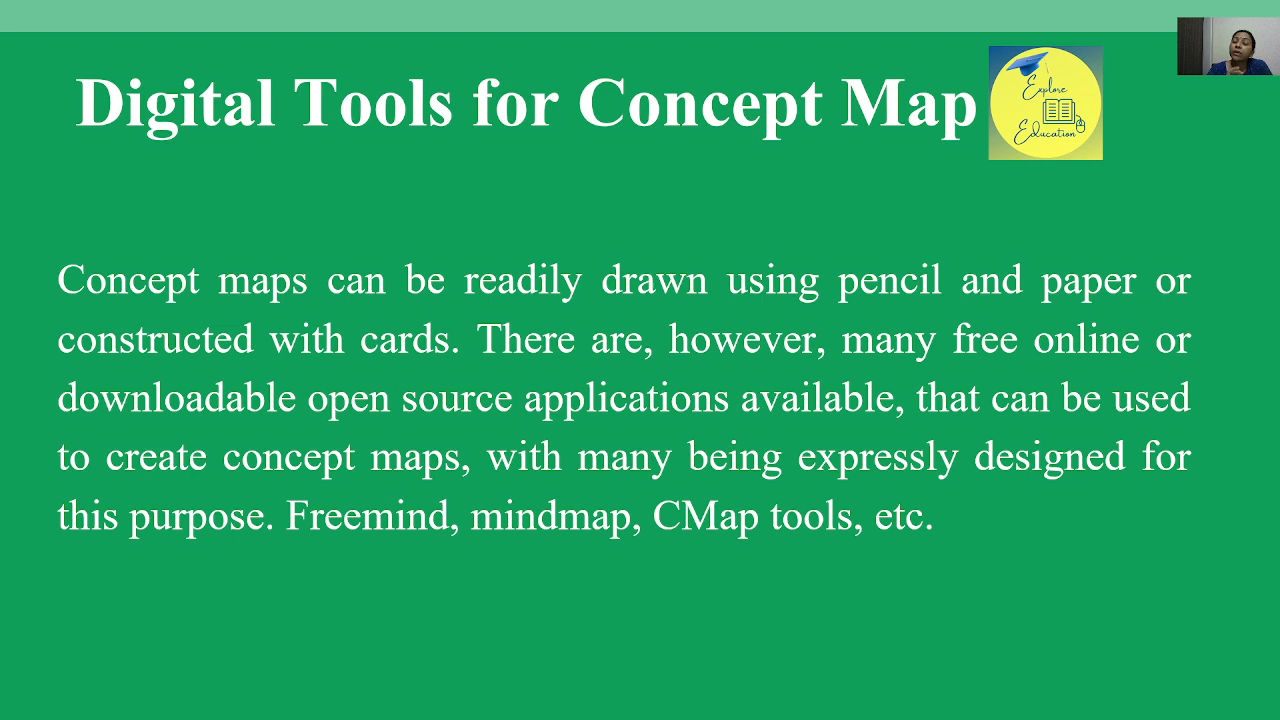 Digital Tools for Concept Map
Explore
Education
Concept maps can be readily drawn using pencil and paper or
constructed with cards. There are, however, many free online or
downloadable open source applications available, that can be used
to create concept maps, with many being expressly designed for
this purpose. Freemind, mindmap, CMap tools, etc.